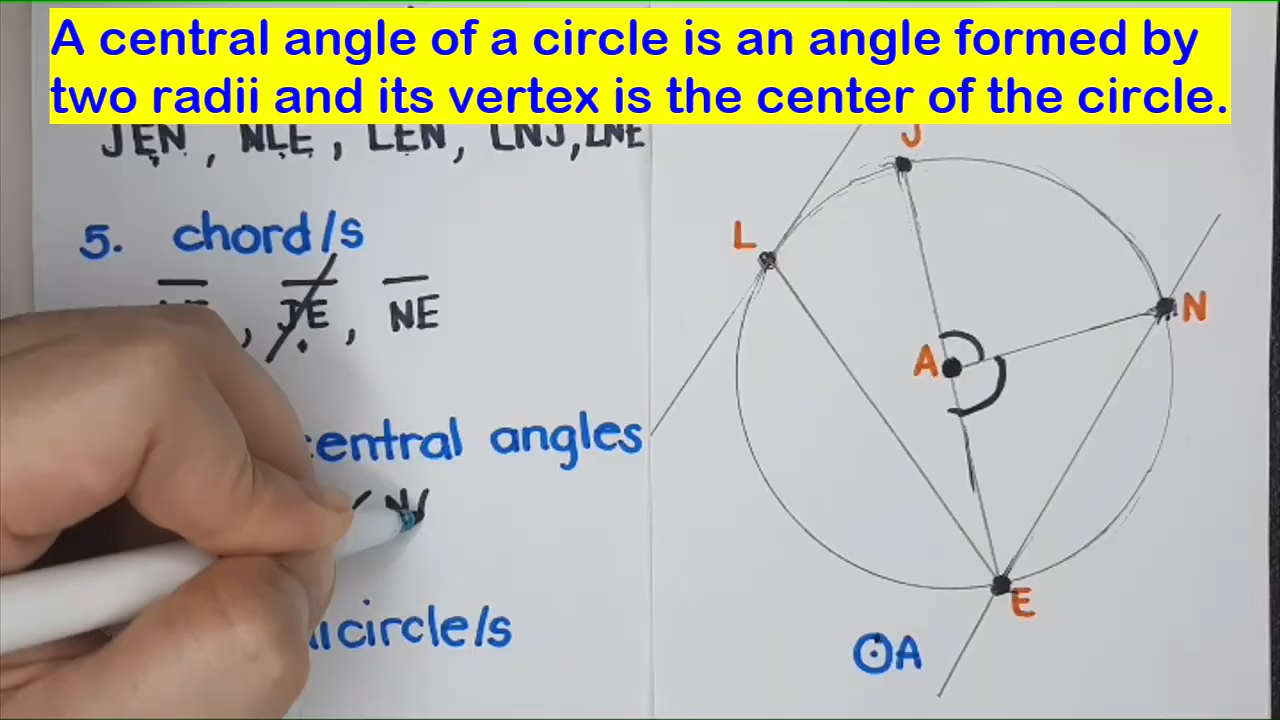 A central angle of a circle is an angle formed by
two radii and its vertex is the center of the circle.
JEN, NLE, LEN, LNJ, LNE
5. chord/s
, JE, NE
central angles
N
circle/s
J
L
N
A
E
⊙A